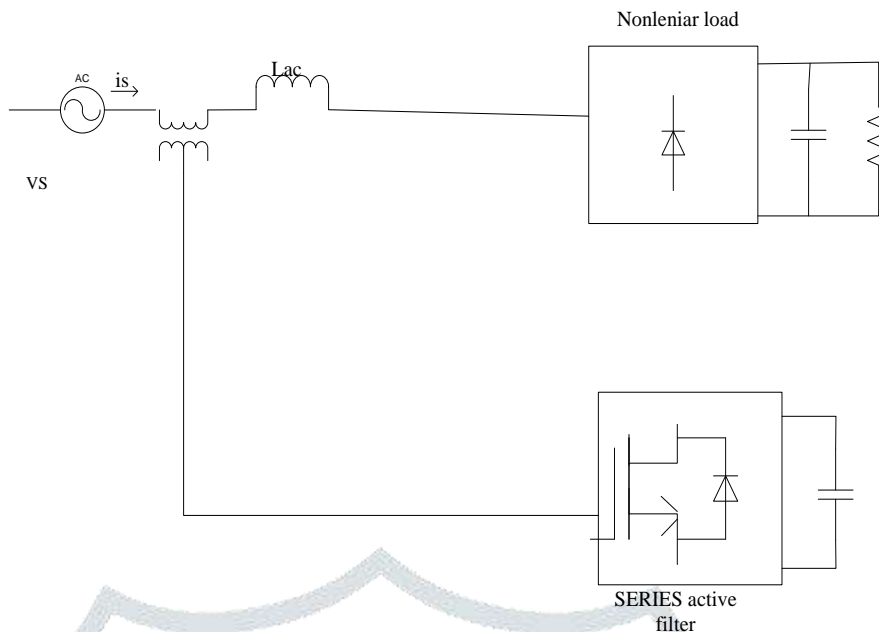 Nonleniar load
AC
is
Lac
VS
SERIES active
filter